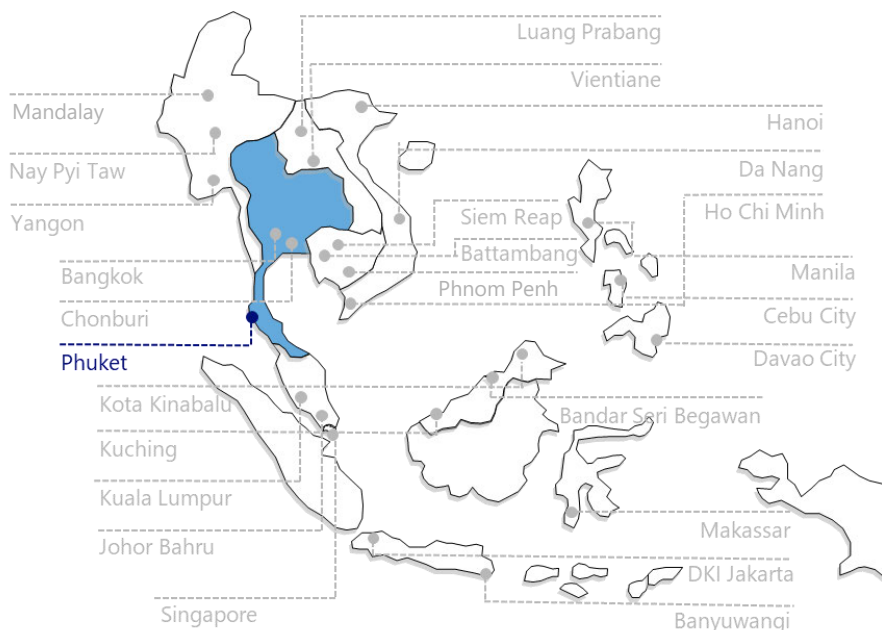 Luang Prabang
Vientiane
Mandalay
Hanoi
Nay Pyi Taw
Da Nang
Yangon
Siem Reap
Ho Chi Minh
Battambang
Bangkok
Manila
Phnom Penh
Chonburi
Cebu City
Phuket
Davao City
Kota Kinabalu
Bandar Seri Begawan
Kuching
Kuala Lumpur
Makassar
Johor Bahru
DKI Jakarta
Singapore
Banyuwangi